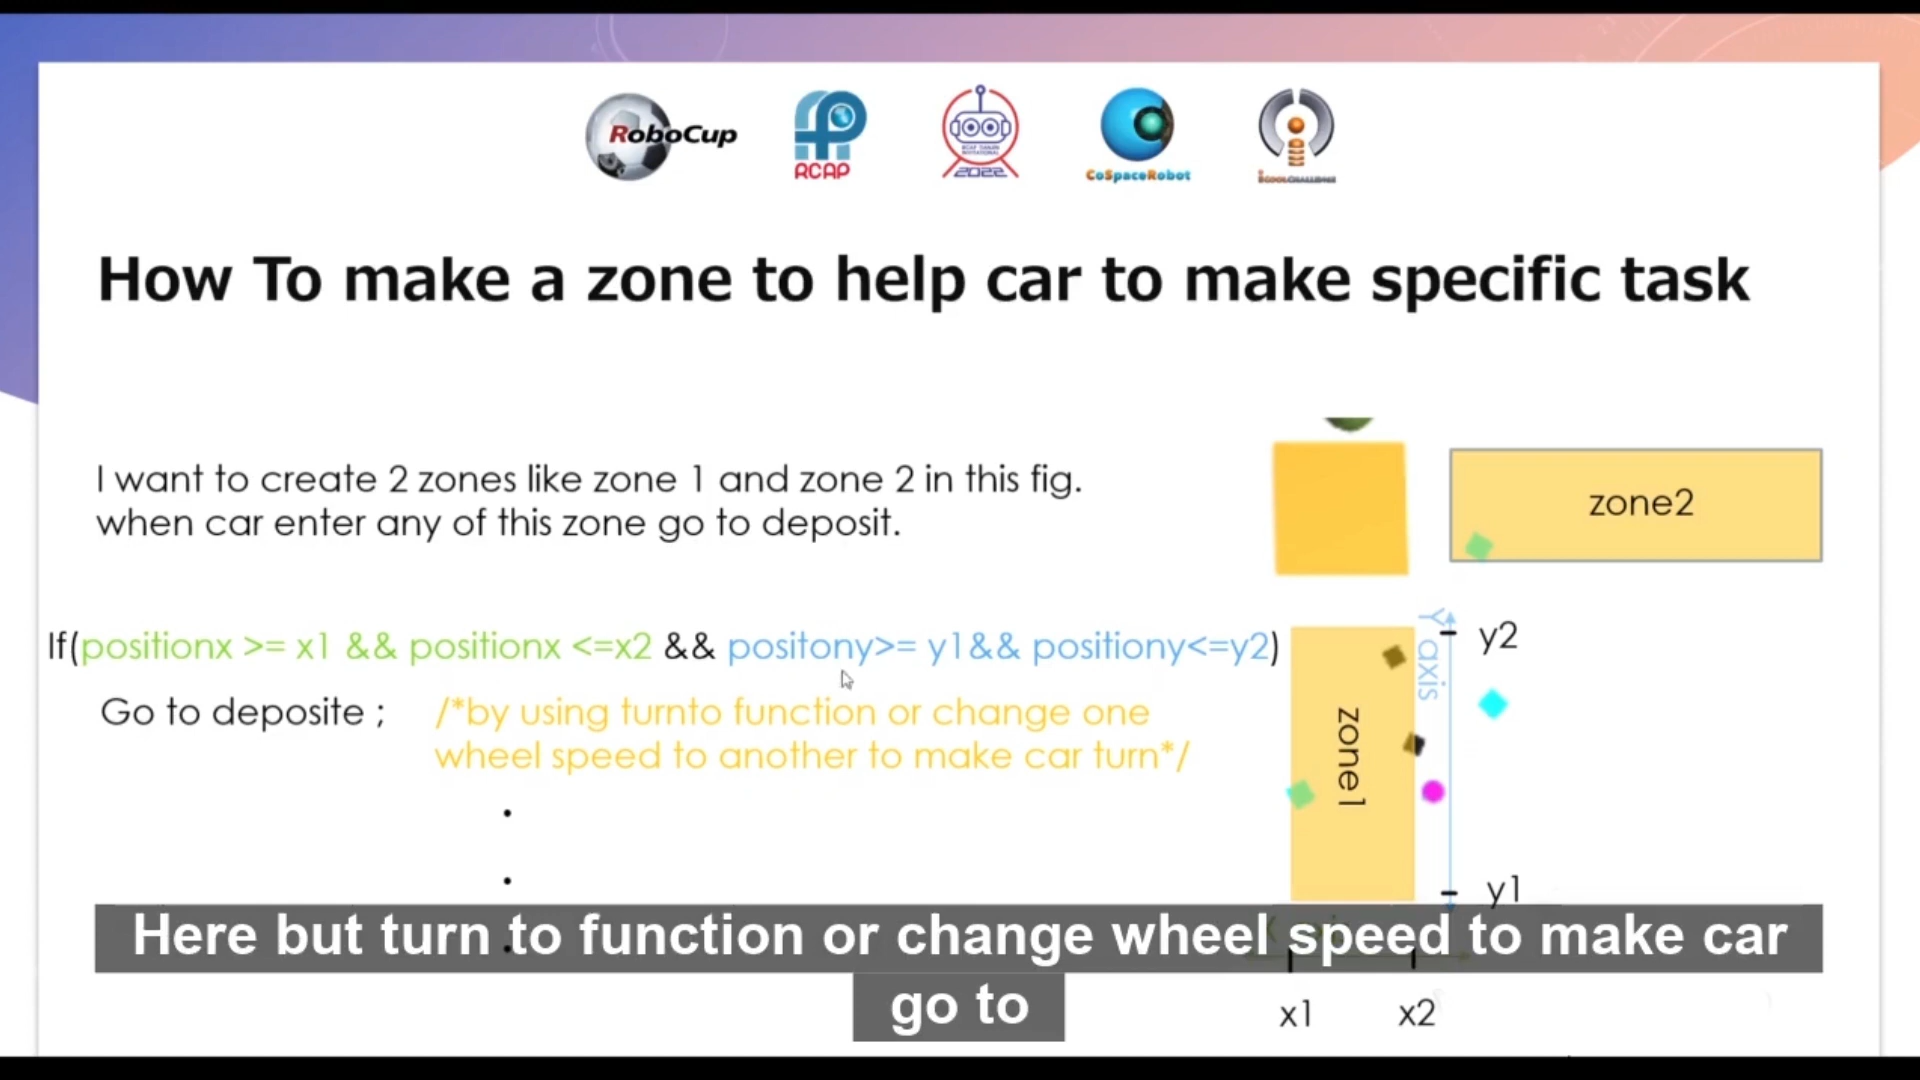 RoboCup
RCAP
RCAP TAIWAN
INVITATIONAL
2022
CoSpaceRobot
How To make a zone to help car to make specific task
I want to create 2 zones like zone 1 and zone 2 in this fig.
when car enter any of this zone go to deposit.
zone2
If(positionx >= x1 && positionx <=x2 && positony>= y1&& positiony<=y2)
Go to deposite ; /*by using turnto function or change one
wheel speed to another to make car turn*/
zone1
Y axis
y2
y1
Here but turn to function or change wheel speed to make car
go to
x1 x2